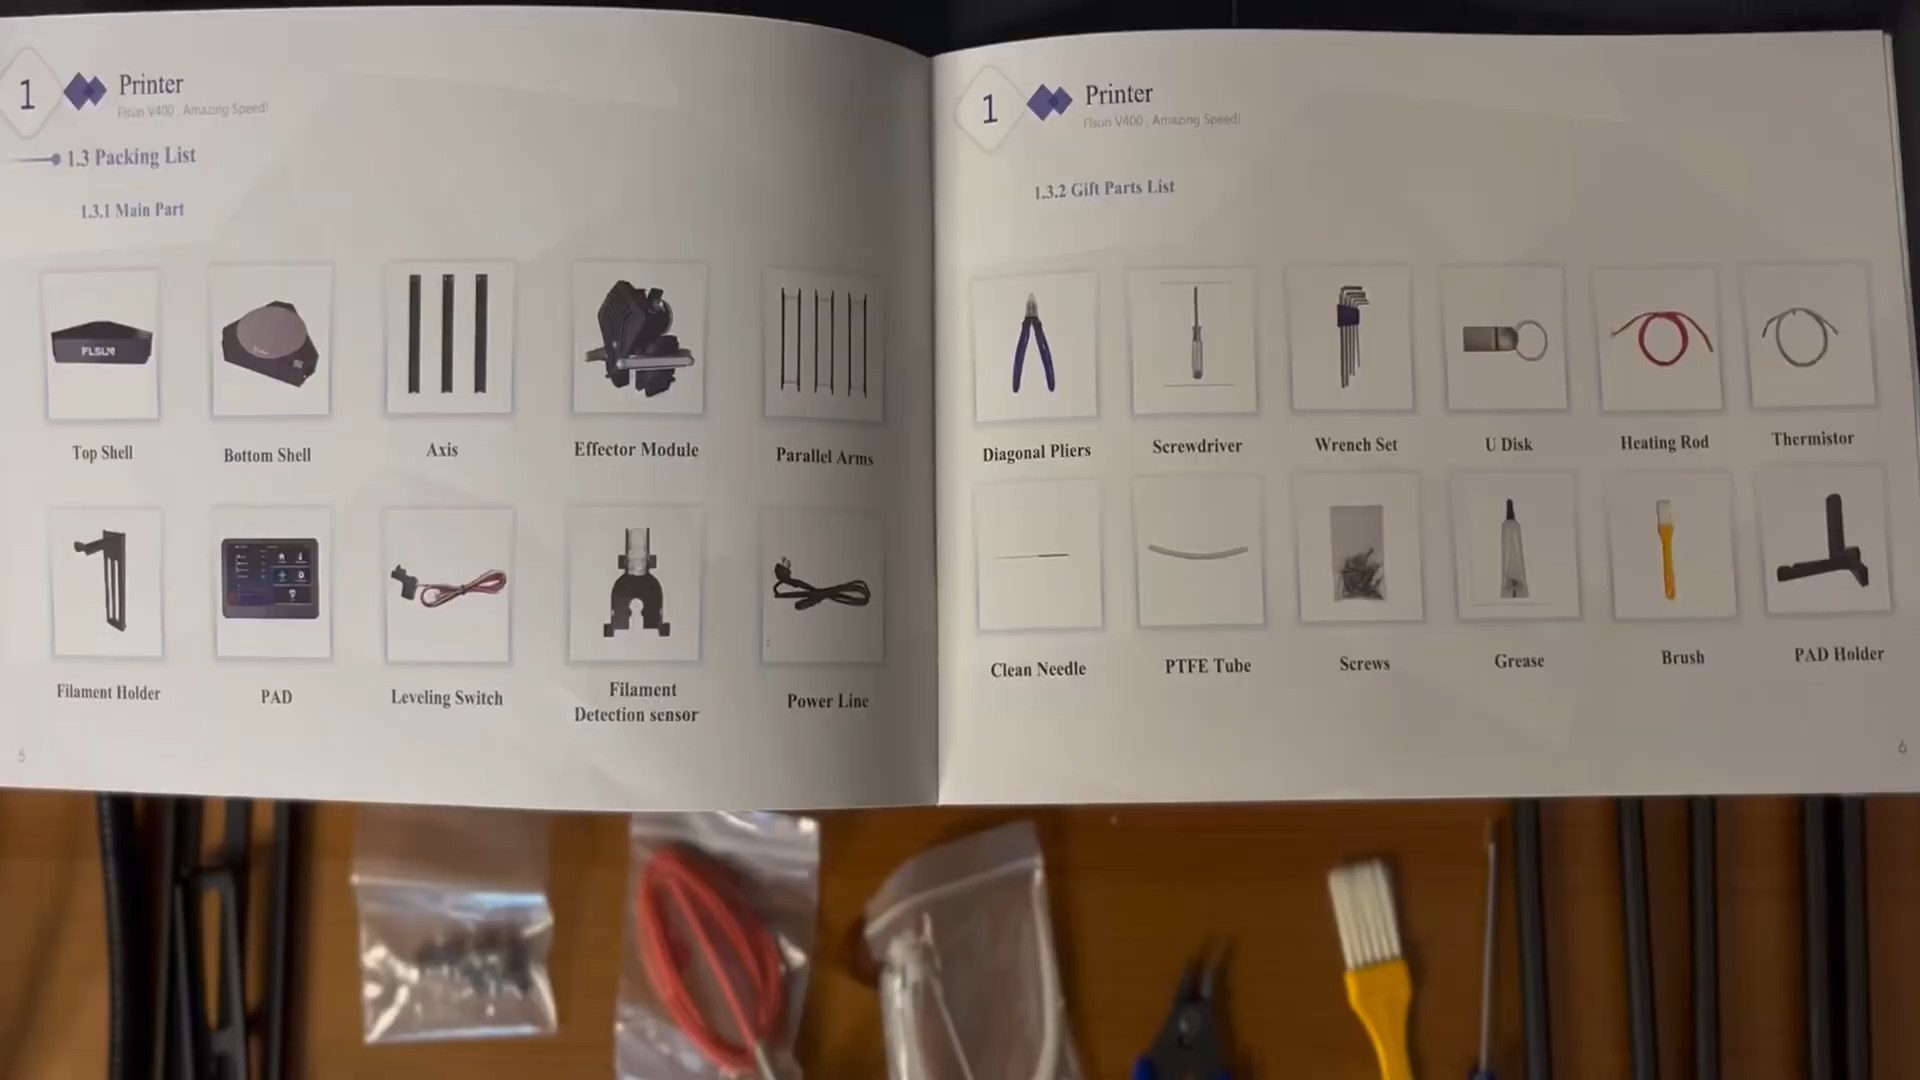 1
Printer
Flsun V400 , Amazing Speed!
1.3 Packing List
1.3.1 Main Part
FLSUN
Top Shell
Bottom Shell
Axis
Effector Module
Parallel Arms
Filament Holder
PAD
Leveling Switch
Filament
Detection sensor
Power Line
5
1
Printer
Flsun V400 , Amazing Speed!
1.3.2 Gift Parts List
Diagonal Pliers
Screwdriver
Wrench Set
U Disk
Heating Rod
Thermistor
Clean Needle
PTFE Tube
Screws
Grease
Brush
PAD Holder
6